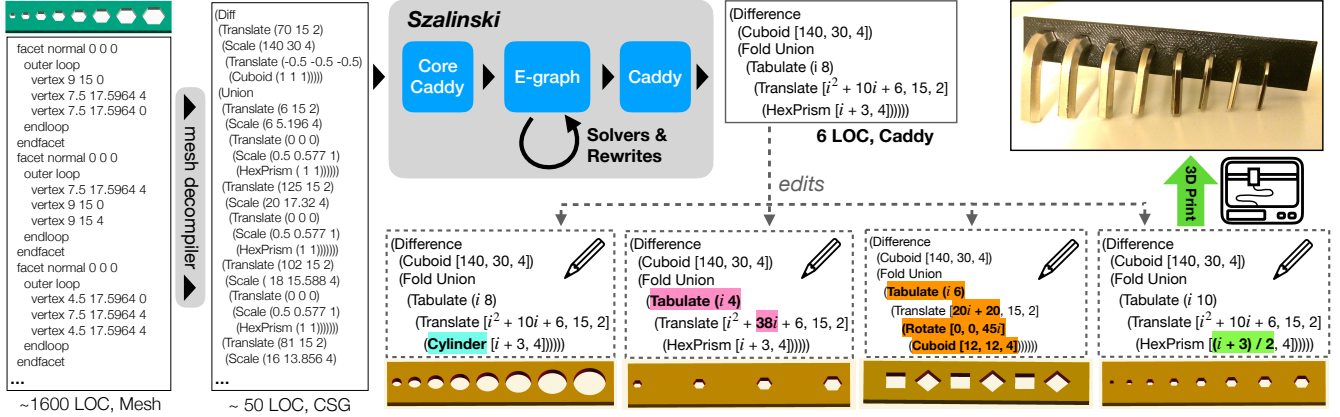 facet normal 0 0 0
outer loop
vertex 9 15 0
vertex 7.5 17.5964 4
vertex 7.5 17.5964 0
endloop
endfacet
facet normal 0 0 0
outer loop
vertex 7.5 17.5964 4
vertex 9 15 0
vertex 9 15 4
endloop
endfacet
facet normal 0 0 0
outer loop
vertex 4.5 17.5964 0
vertex 7.5 17.5964 4
vertex 4.5 17.5964 4
endloop
endfacet
...
~1600 LOC, Mesh
mesh decompiler
(Diff
(Translate (70 15 2)
(Scale (140 30 4)
(Translate (-0.5 -0.5 -0.5)
(Cuboid (1 1 1)))))
(Union
(Translate (6 15 2)
(Scale (6 5.196 4)
(Translate (0 0 0)
(Scale (0.5 0.577 1)
(HexPrism ( 1 1))))))
(Translate (125 15 2)
(Scale (20 17.32 4)
(Translate (0 0 0)
(Scale (0.5 0.577 1)
(HexPrism (1 1)))))))
(Translate (102 15 2)
(Scale ( 18 15.588 4)
(Translate (0 0 0)
(Scale (0.5 0.577 1)
(HexPrism (1 1))))))
(Translate (81 15 2)
(Scale (16 13.856 4)
...
~ 50 LOC, CSG
Szalinski
Core
Caddy
E-graph
Caddy
Solvers &
Rewrites
(Difference
(Cuboid [140, 30, 4])
(Fold Union
(Tabulate (i 8)
(Translate [i² + 10i + 6, 15, 2]
(HexPrism [i + 3, 4])))))
6 LOC, Caddy
edits
3D Print
(Difference
(Cuboid [140, 30, 4])
(Fold Union
(Tabulate (i 8)
(Translate [i² + 10i + 6, 15, 2]
(Cylinder [i + 3, 4])))))
(Difference
(Cuboid [140, 30, 4])
(Fold Union
(Tabulate (i 4)
(Translate [i² + 38i + 6, 15, 2]
(HexPrism [i + 3, 4])))))
(Difference
(Cuboid [140, 30, 4])
(Fold Union
(Tabulate (i 6)
(Translate [20i + 20, 15, 2]
(Rotate [0, 0, 45i]
(Cuboid [12, 12, 4]))))))
(Difference
(Cuboid [140, 30, 4])
(Fold Union
(Tabulate (i 10)
(Translate [i² + 10i + 6, 15, 2]
(HexPrism [(i + 3) / 2, 4])))))